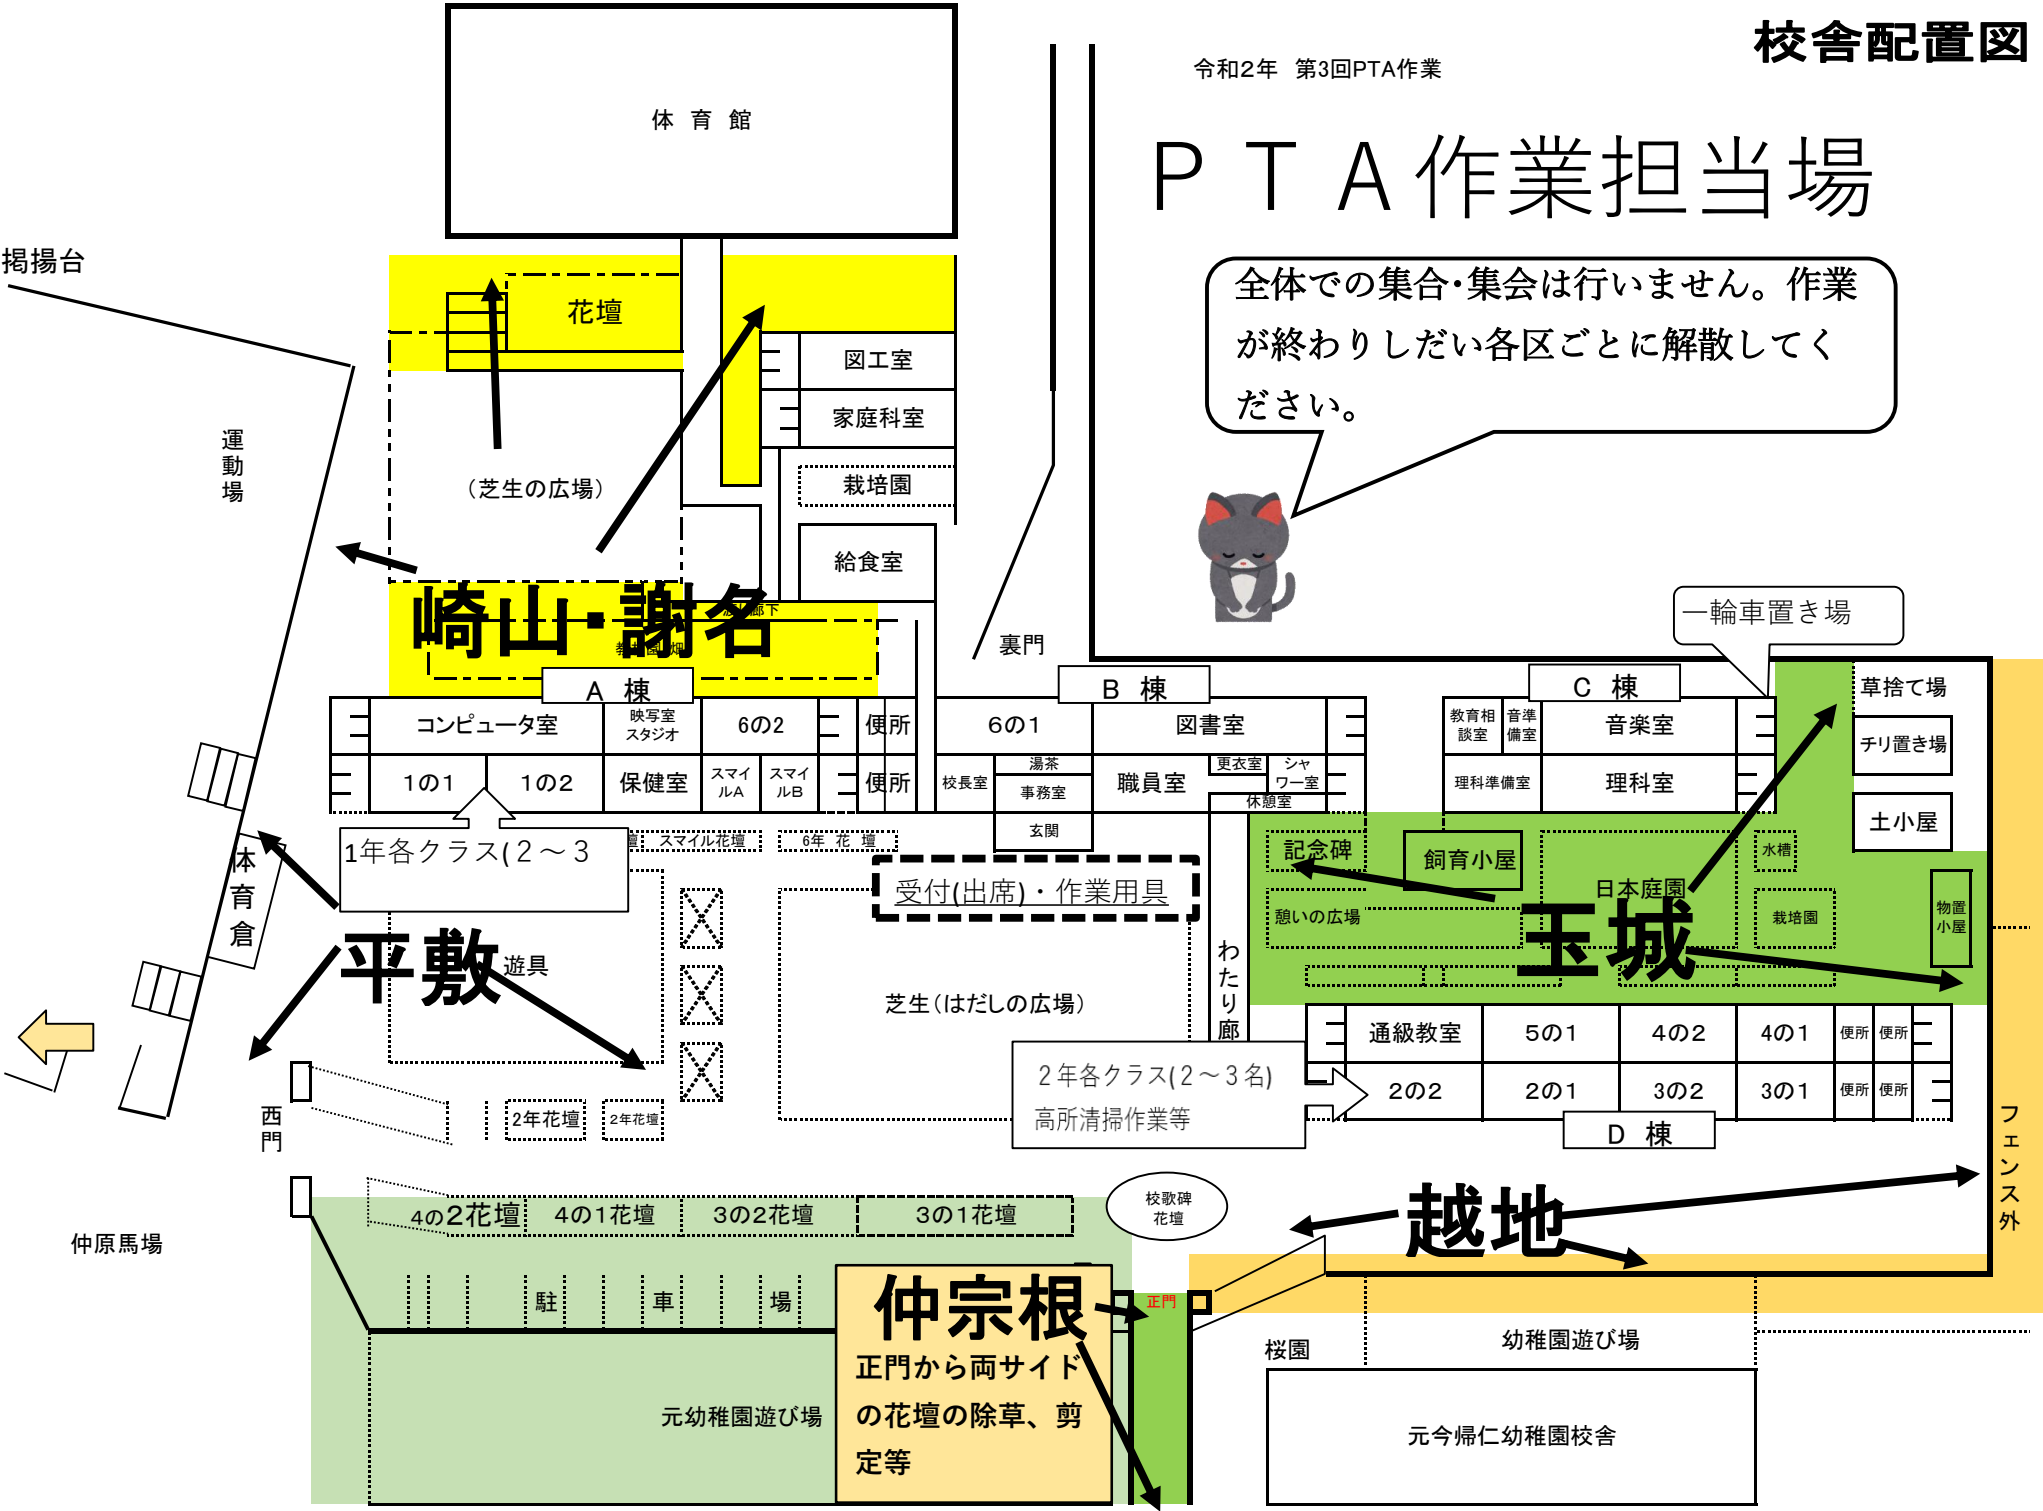 校舎配置図
令和2年 第3回PTA作業
体 育 館
PTA作業担当場
掲揚台
全体での集合・集会は行いません。作業
が終わりしだい各区ごとに解散してく
ださい。
花壇
図工室
家庭科室
運動場
(芝生の広場)
栽培園
給食室
一輪車置き場
崎山・謝名
廊下
裏門
A 棟
B 棟
C 棟
草捨て場
コンピュータ室
映写室
スタジオ
6の2
便所
6の1
図書室
教育相
談室
音準
備室
音楽室
チリ置き場
1の1
1の2
保健室
スマイ
ルA
スマイ
ルB
便所
校長室
湯茶
事務室
職員室
更衣室
シャ
ワー室
休憩室
理科準備室
理科室
玄関
土小屋
1年各クラス(2〜3
スマイル花壇
6年 花 壇
記念碑
飼育小屋
水槽
体育倉
受付(出席)・作業用具
日本庭園
憩いの広場
栽培園
物置
小屋
平敷
遊具
玉城
芝生(はだしの広場)
わたり廊
通級教室
5の1
4の2
4の1
便所
便所
2年各クラス(2〜3名)
高所清掃作業等
2の2
2の1
3の2
3の1
便所
便所
D 棟
西門
2年花壇
2年花壇
フェンス外
4の2花壇
4の1花壇
3の2花壇
3の1花壇
校歌碑
花壇
越地
仲原馬場
駐 車 場
仲宗根
正門から両サイド
の花壇の除草、剪
定等
正門
桜園
幼稚園遊び場
元幼稚園遊び場
元今帰仁幼稚園校舎